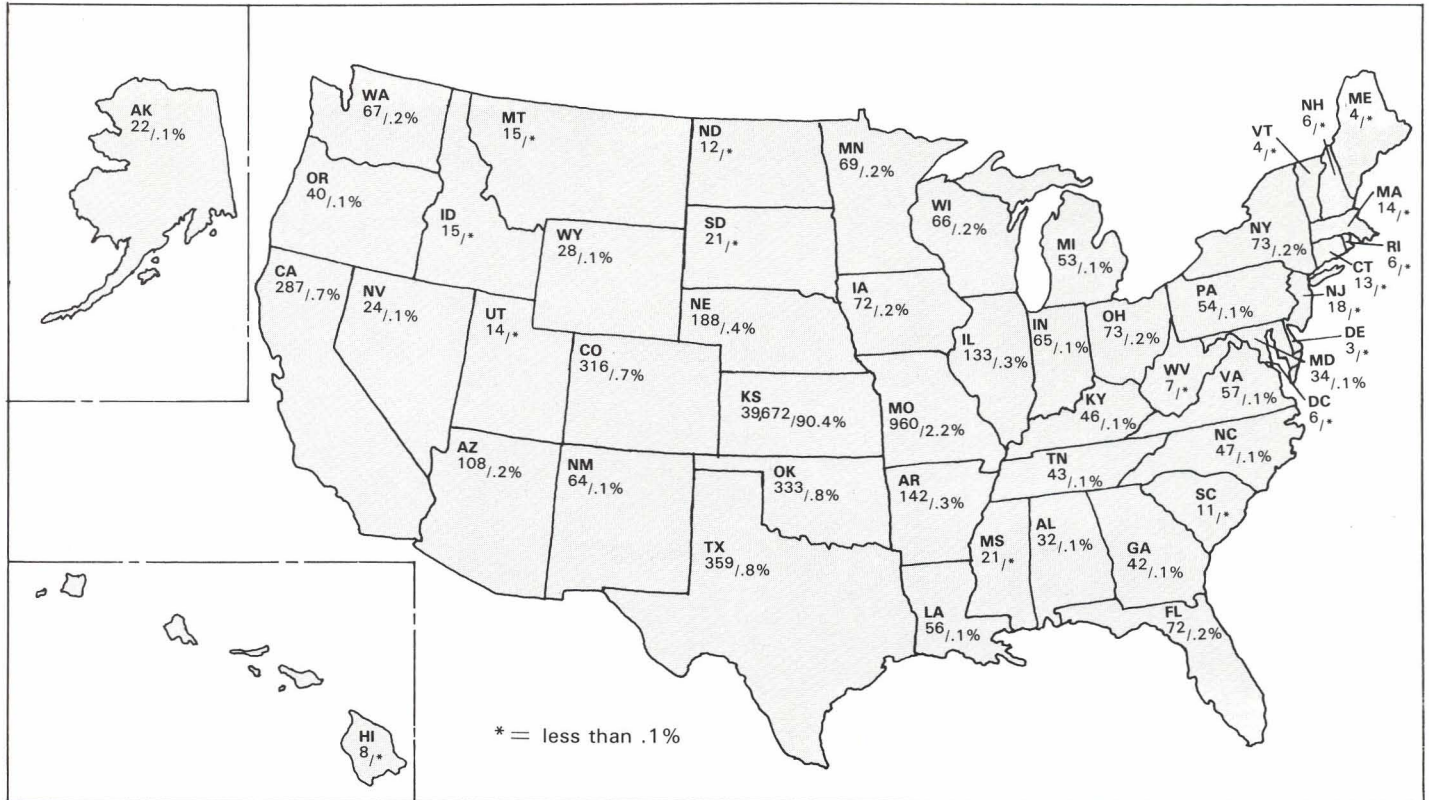 AK
22/.1%
WA
67/.2%
MT
15/*
ND
12/*
MN
69/.2%
NH
6/*
ME
4/*
VT
4/*
OR
40/.1%
ID
15/*
WY
28/.1%
SD
21/*
WI
66/.2%
MI
53/.1%
NY
73/.2%
MA
14/*
RI
6/*
CT
13/*
CA
287/.7%
NV
24/.1%
UT
14/*
NE
188/.4%
IA
72/.2%
IL
133/.3%
IN
65/.1%
OH
73/.2%
PA
54/.1%
NJ
18/*
DE
3/*
MD
34/.1%
DC
6/*
CO
316/.7%
KS
39,672/90.4%
MO
960/2.2%
KY
46/.1%
WV
7/*
VA
57/.1%
AZ
108/.2%
NM
64/.1%
OK
333/.8%
AR
142/.3%
TN
43/.1%
NC
47/.1%
SC
11/*
TX
359/.8%
LA
56/.1%
MS
21/*
AL
32/.1%
GA
42/.1%
FL
72/.2%
HI
8/*
* = less than .1%